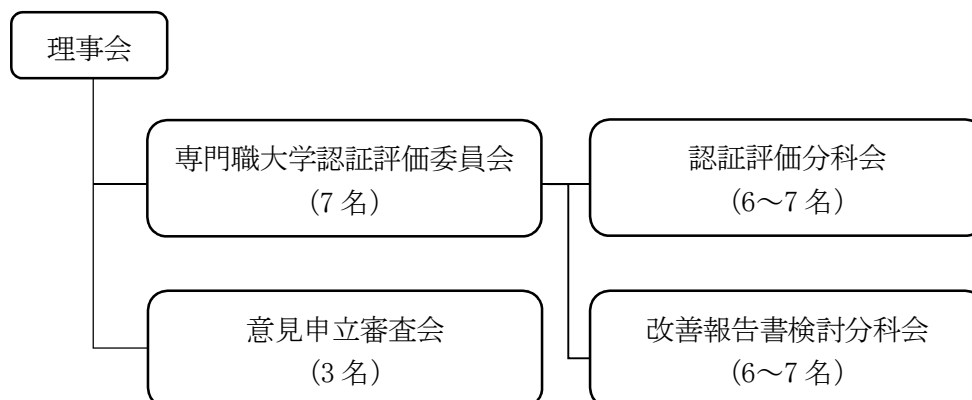 理事会
専門職大学認証評価委員会
（7 名）
認証評価分科会
（6～7 名）
意見申立審査会
（3 名）
改善報告書検討分科会
（6～7 名）